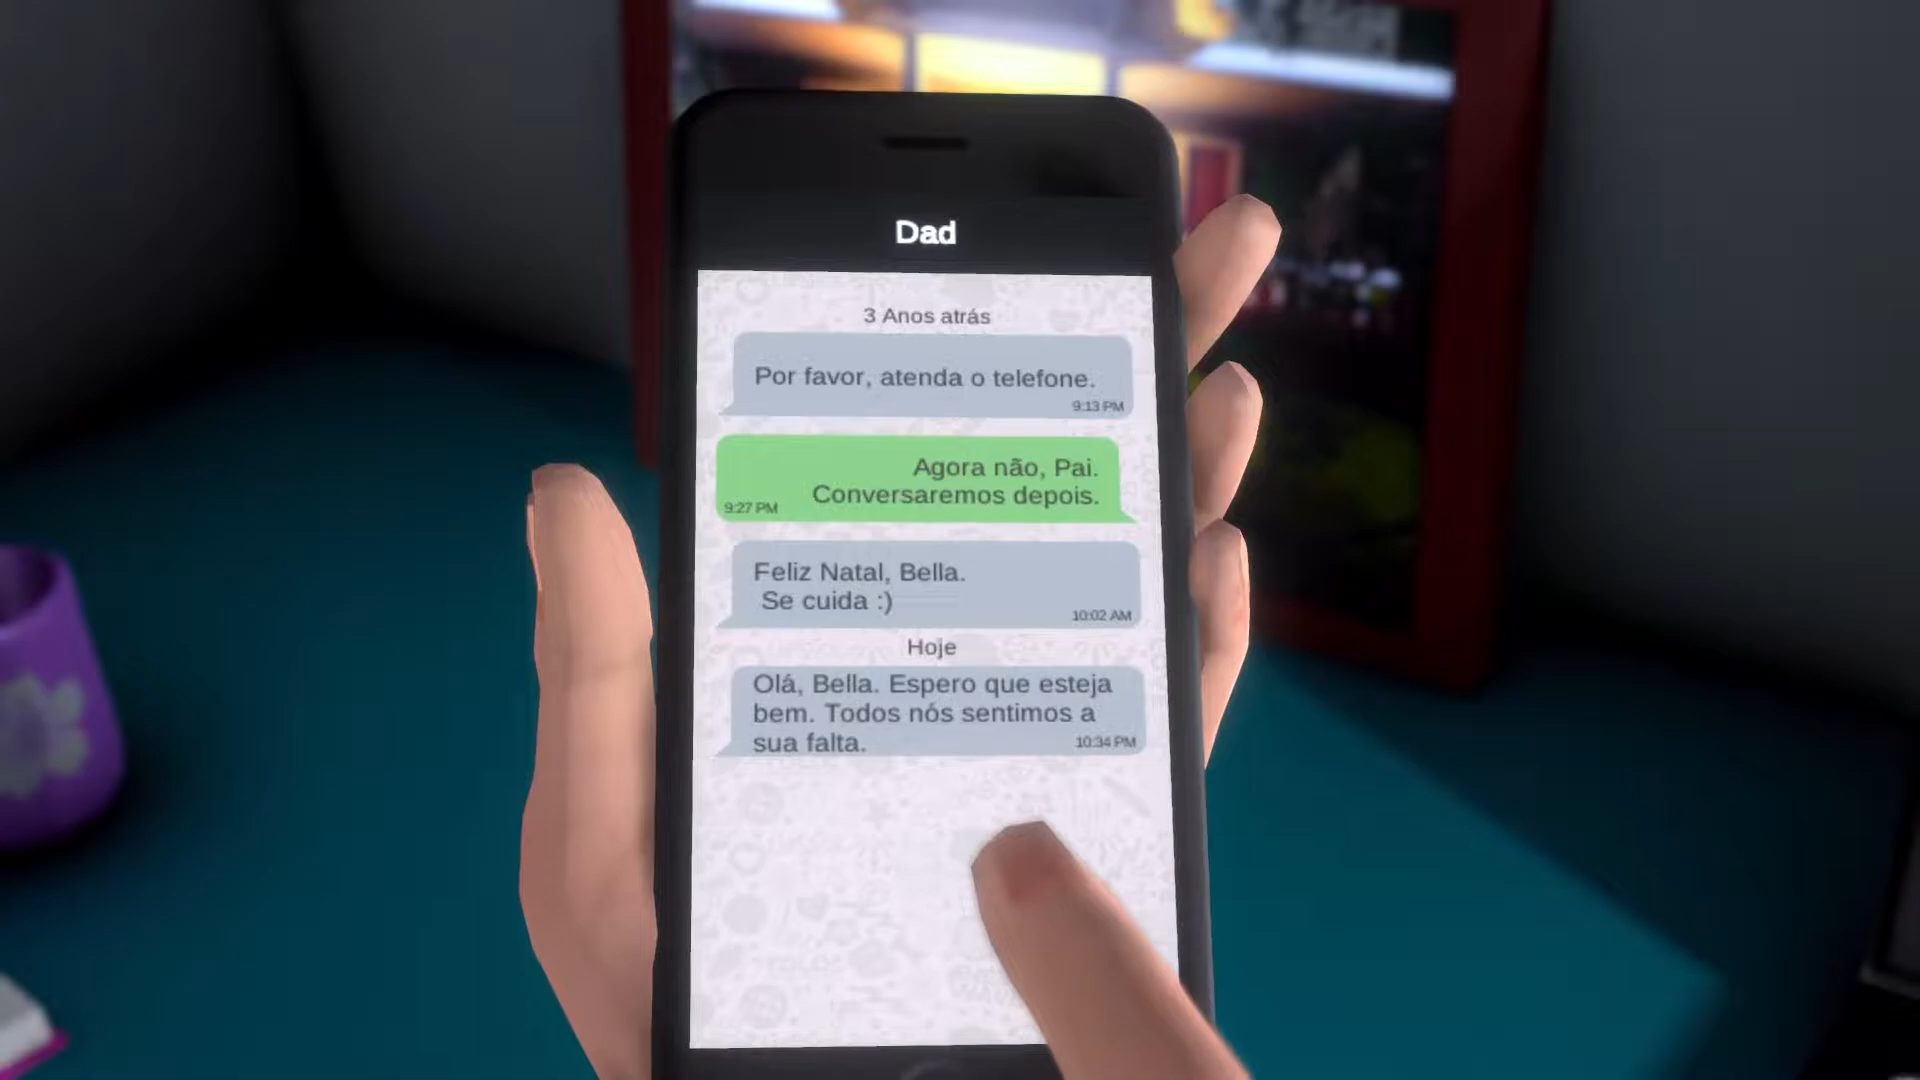 Dad
3 Anos atrás
Por favor, atenda o telefone.
9:13 PM
Agora não, Pai.
Conversaremos depois.
9:27 PM
Feliz Natal, Bella.
Se cuida :)
10:02 AM
Hoje
Olá, Bella. Espero que esteja
bem. Todos nós sentimos a
sua falta.
10:34 PM